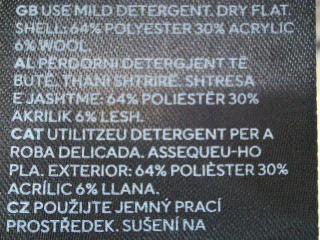 GB USE MILD DETERGENT. DRY FLAT.
SHELL: 64% POLYESTER 30% ACRYLIC
6% WOOL.
AL PËRDORNI DETERGJENT TË
BUTË. THANI SHTRIRË. SHTRESA
E JASHTME: 64% POLIESTËR 30%
AKRILIK 6% LESH.
CAT UTILITZEU DETERGENT PER A
ROBA DELICADA. ASSEQUEU-HO
PLA. EXTERIOR: 64% POLIÈSTER 30%
ACRÍLIC 6% LLANA.
CZ POUŽIJTE JEMNÝ PRACÍ
PROSTŘEDEK. SUŠENÍ NA